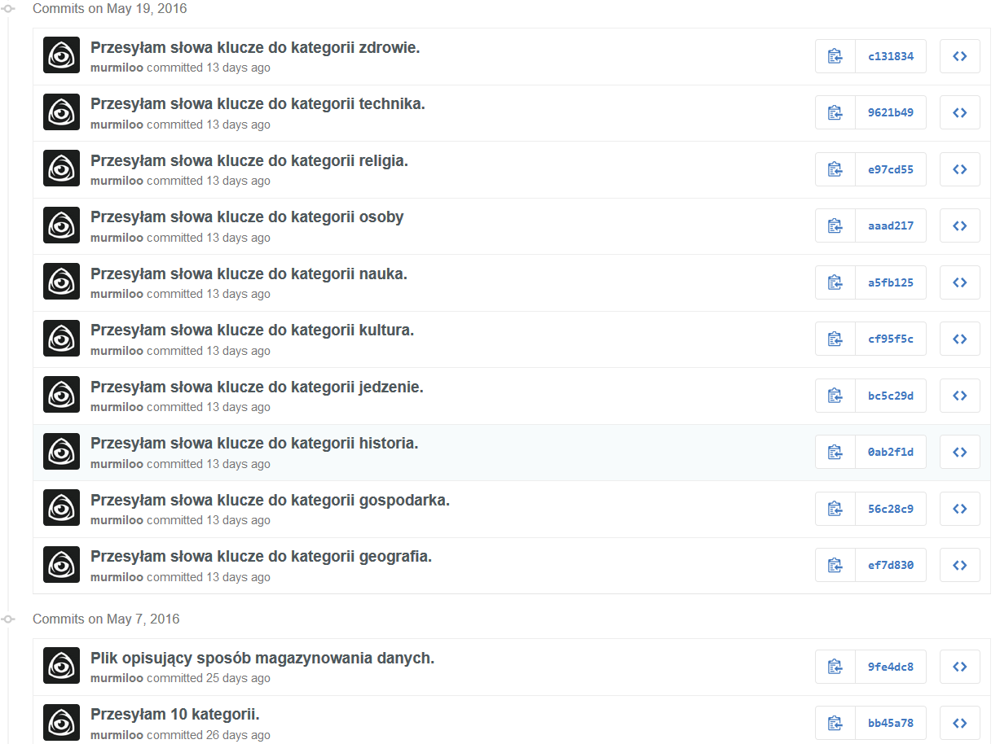 Commits on May 19, 2016
Przesyłam słowa klucze do kategorii zdrowie.
murmiloo committed 13 days ago
c131834
Przesyłam słowa klucze do kategorii technika.
murmiloo committed 13 days ago
9621b49
Przesyłam słowa klucze do kategorii religia.
murmiloo committed 13 days ago
e97cd55
Przesyłam słowa klucze do kategorii osoby
murmiloo committed 13 days ago
aaad217
Przesyłam słowa klucze do kategorii nauka.
murmiloo committed 13 days ago
a5fb125
Przesyłam słowa klucze do kategorii kultura.
murmiloo committed 13 days ago
cf95f5c
Przesyłam słowa klucze do kategorii jedzenie.
murmiloo committed 13 days ago
bc5c29d
Przesyłam słowa klucze do kategorii historia.
murmiloo committed 13 days ago
0ab2f1d
Przesyłam słowa klucze do kategorii gospodarka.
murmiloo committed 13 days ago
56c28c9
Przesyłam słowa klucze do kategorii geografia.
murmiloo committed 13 days ago
ef7d830
Commits on May 7, 2016
Plik opisujący sposób magazynowania danych.
murmiloo committed 25 days ago
9fe4dc8
Przesyłam 10 kategorii.
murmiloo committed 26 days ago
bb45a78